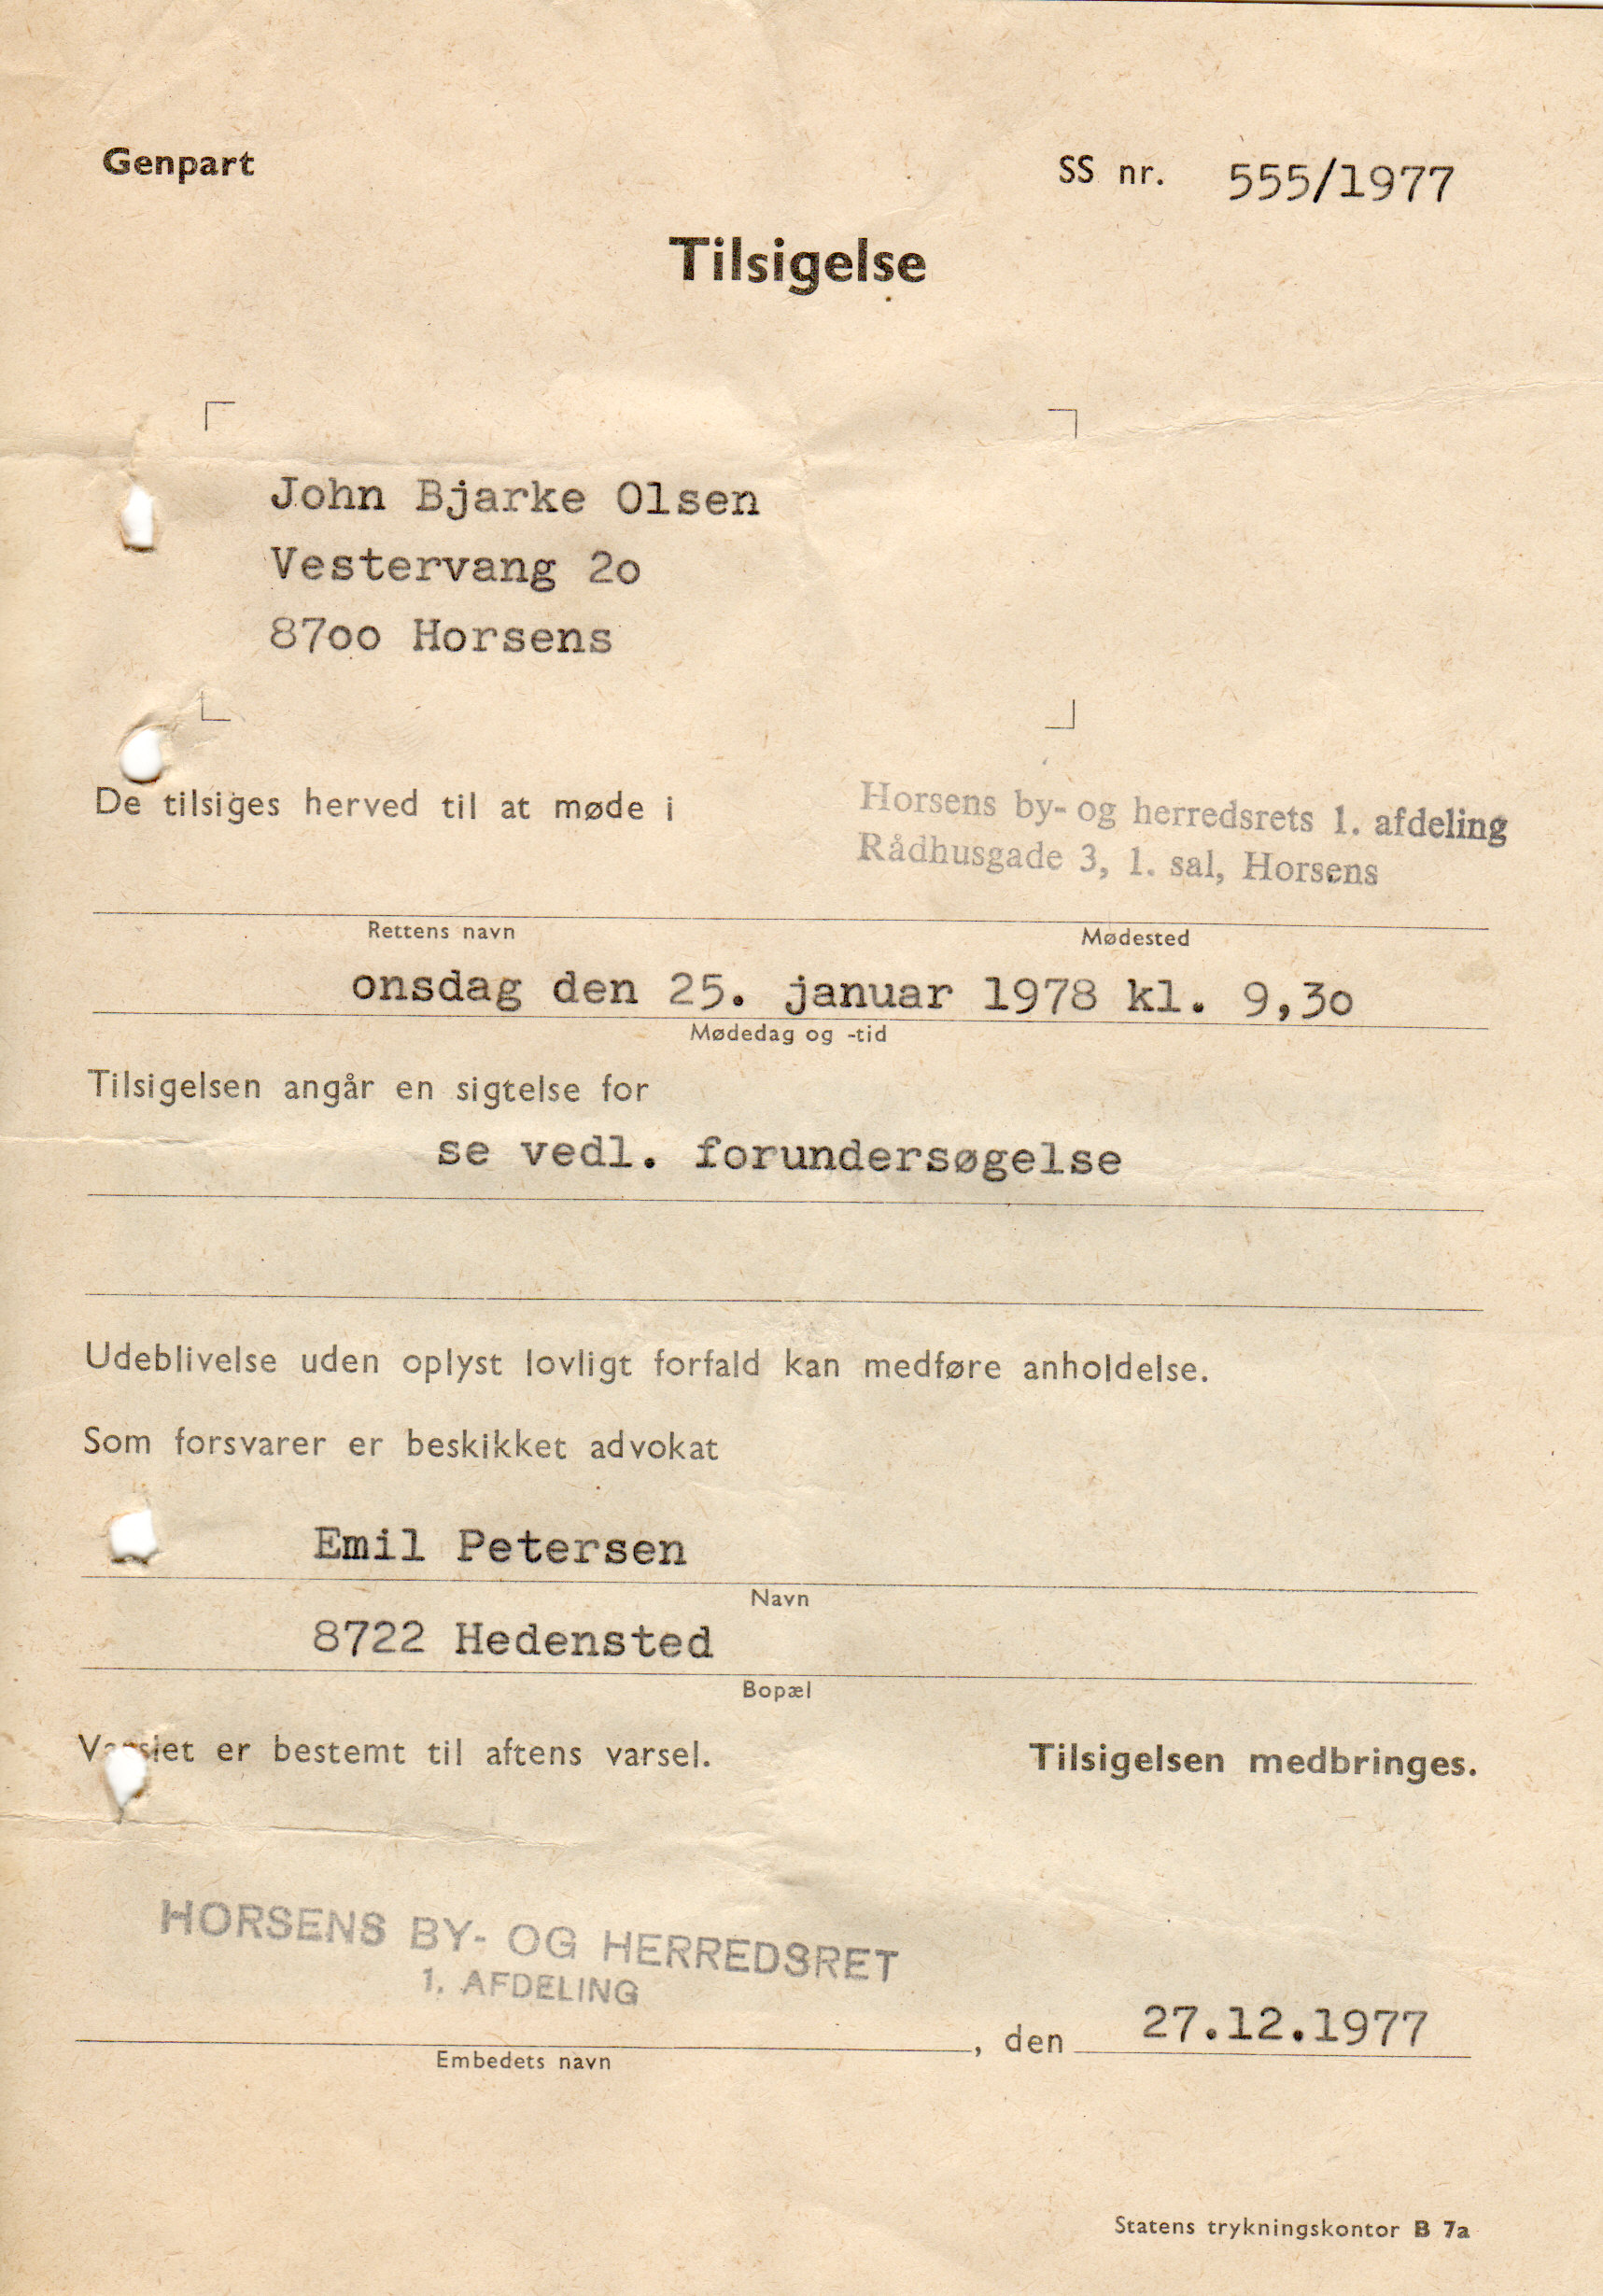 Genpart
SS nr. 555/1977
Tilsigelse
John Bjarke Olsen
Vestervang 2o
87oo Horsens
De tilsiges herved til at møde i
Horsens by- og herredsrets 1. afdeling
Rådhusgade 3, 1. sal, Horsens
Rettens navn
Mødested
onsdag den 25. januar 1978 kl. 9,3o
Mødedag og -tid
Tilsigelsen angår en sigtelse for
se vedl. forundersøgelse
Udeblivelse uden oplyst lovligt forfald kan medføre anholdelse.
Som forsvarer er beskikket advokat
Emil Petersen
Navn
8722 Hedensted
Bopæl
Varslet er bestemt til aftens varsel.
Tilsigelsen medbringes.
HORSENS BY- OG HERREDSRET
1. AFDELING
, den 27.12.1977
Embedets navn
Statens trykningskontor B 7a